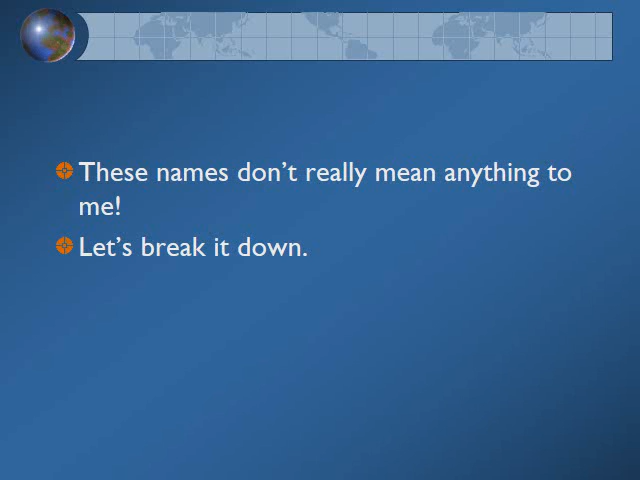 These names don’t really mean anything to
me!
Let’s break it down.